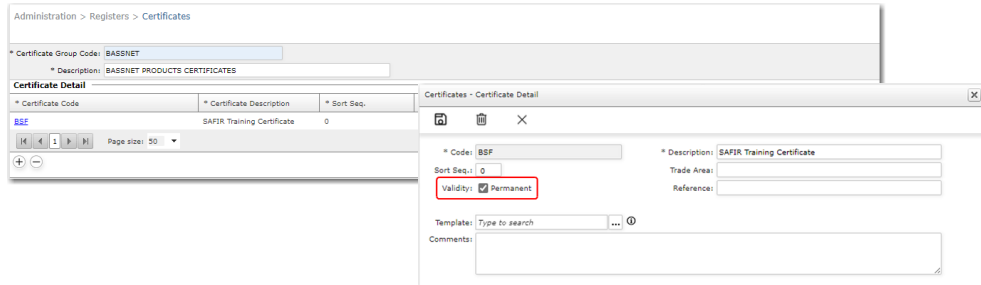 Administration > Registers > Certificates
* Certificate Group Code: BASSNET
* Description: BASSNET PRODUCTS CERTIFICATES
Certificate Detail
* Certificate Code * Certificate Description * Sort Seq.
BSF SAFIR Training Certificate 0
1 Page size: 50
Certificates - Certificate Detail
* Code: BSF * Description: SAFIR Training Certificate
Sort Seq.: 0 Trade Area:
Validity: Permanent Reference:
Template: Type to search ...
Comments: